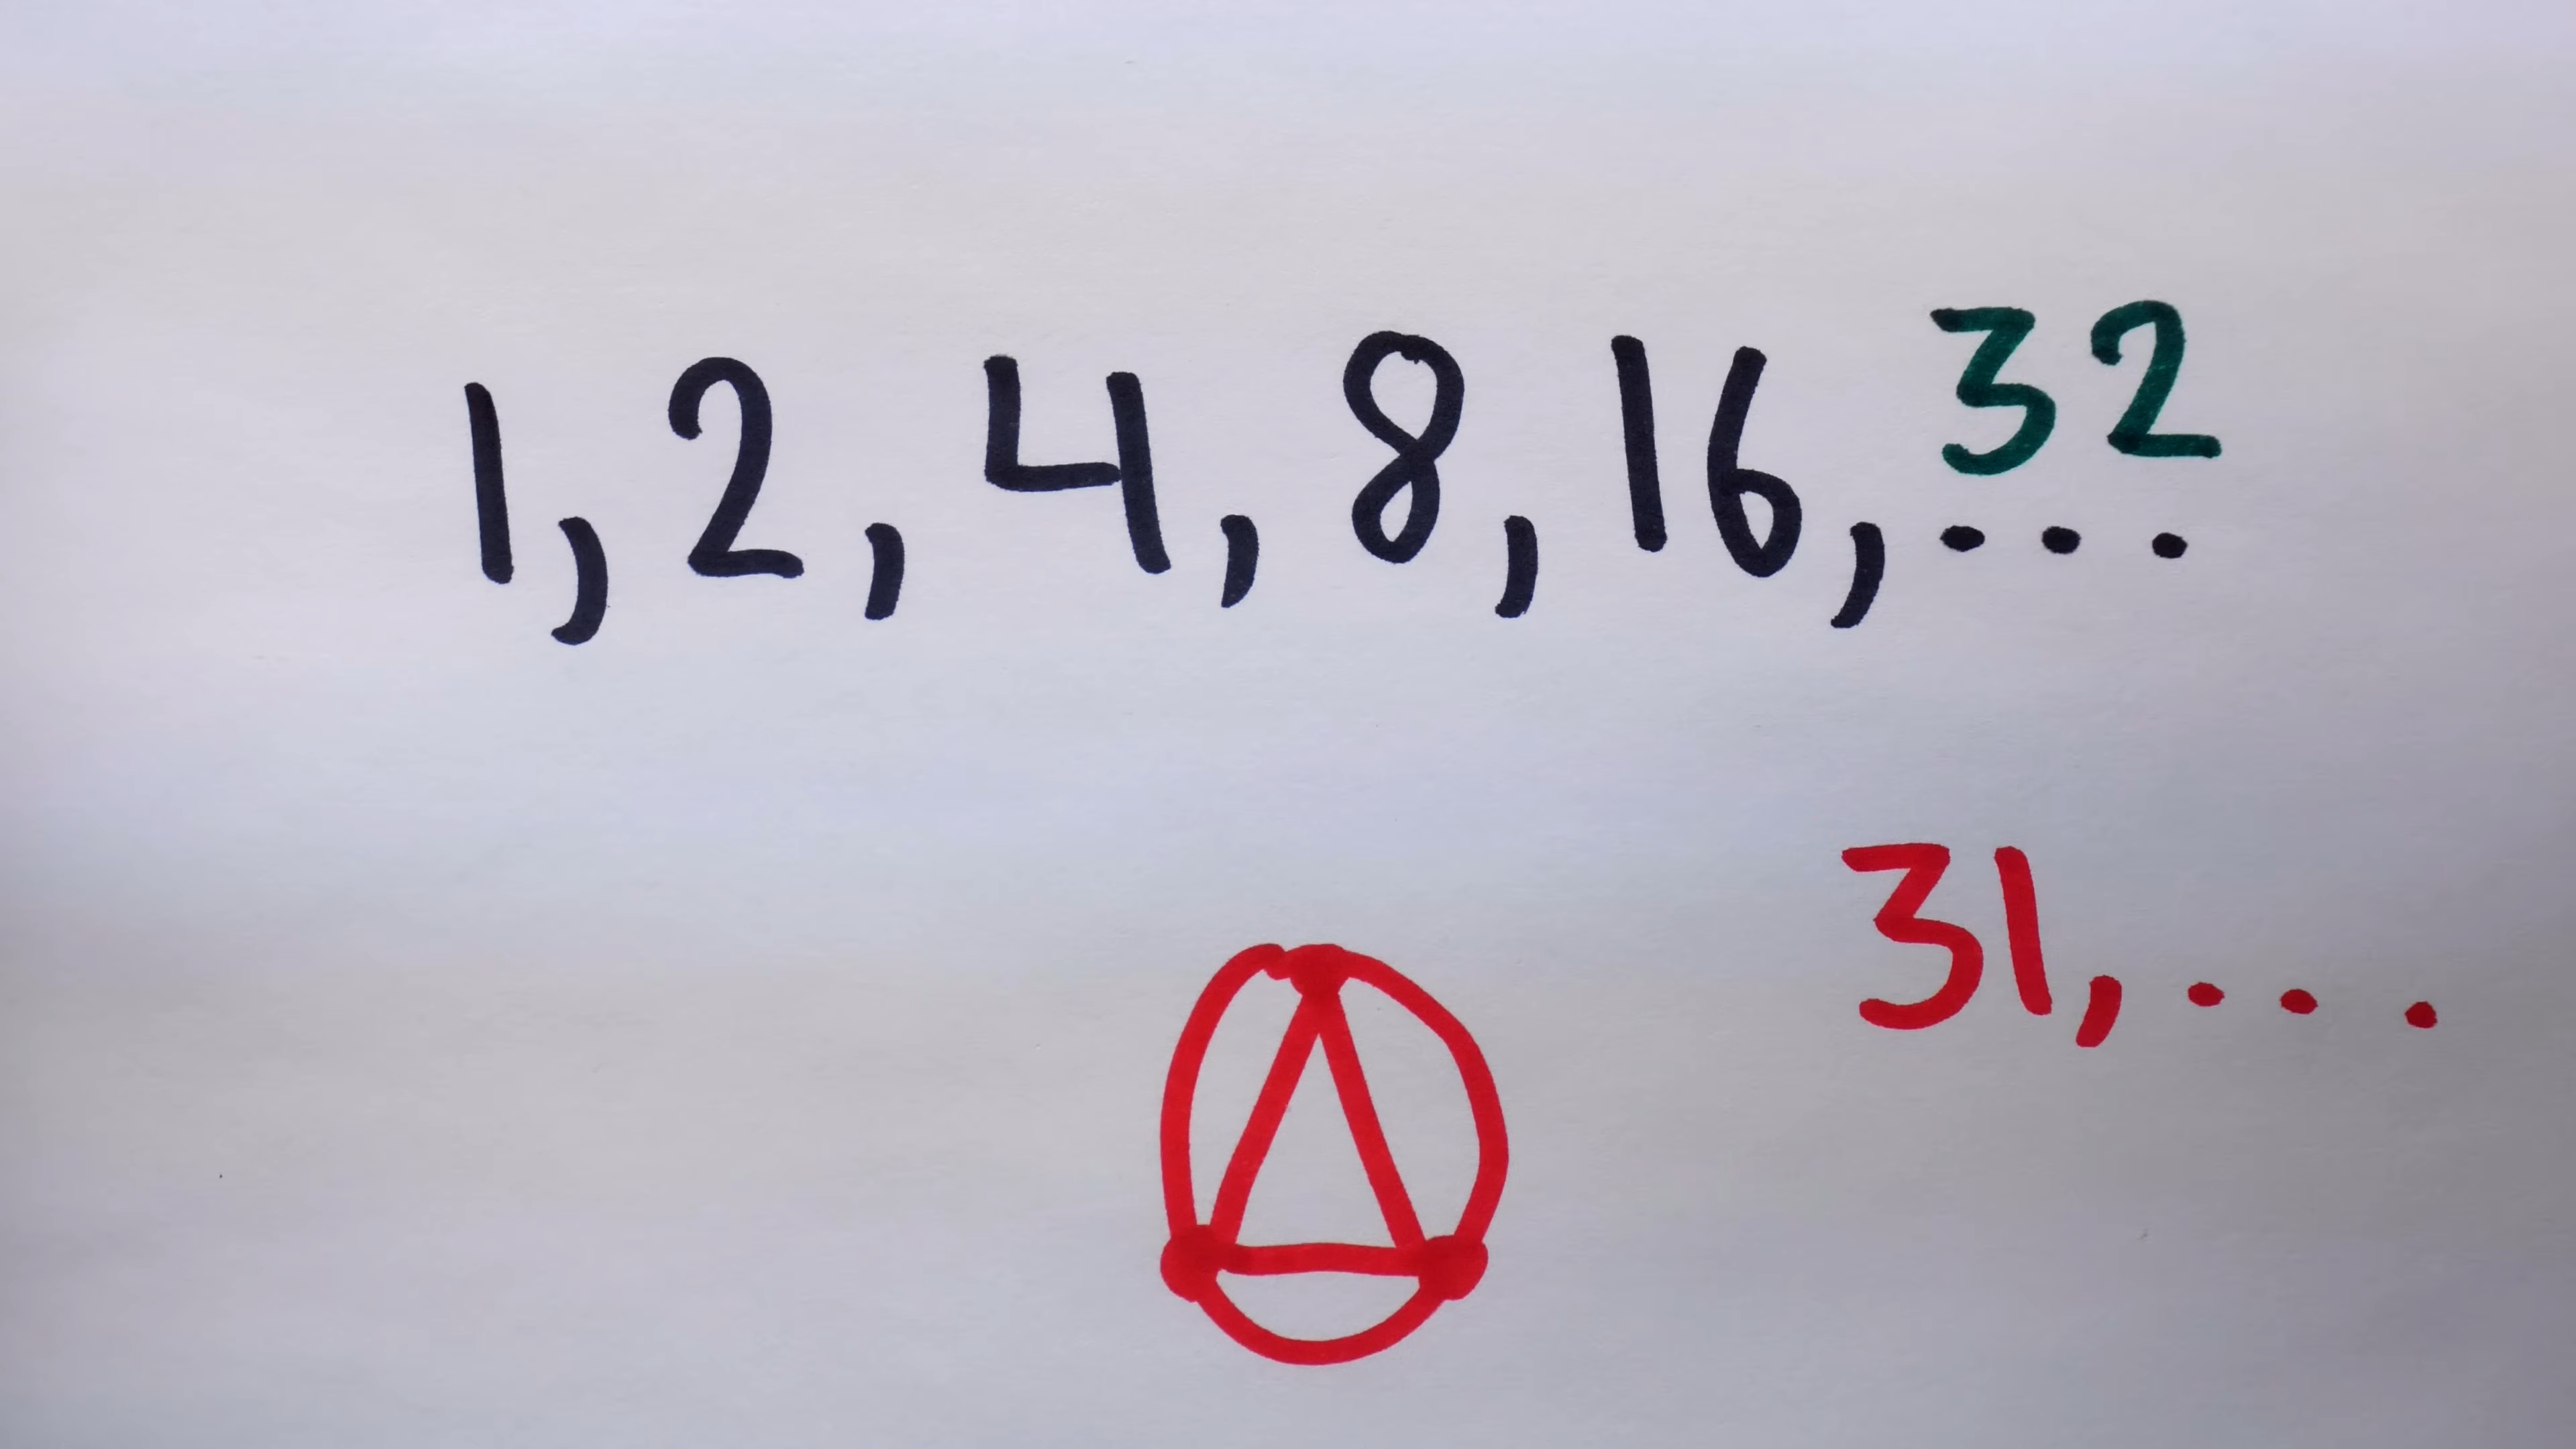 1, 2, 4, 8, 16, ... 32
31, ...